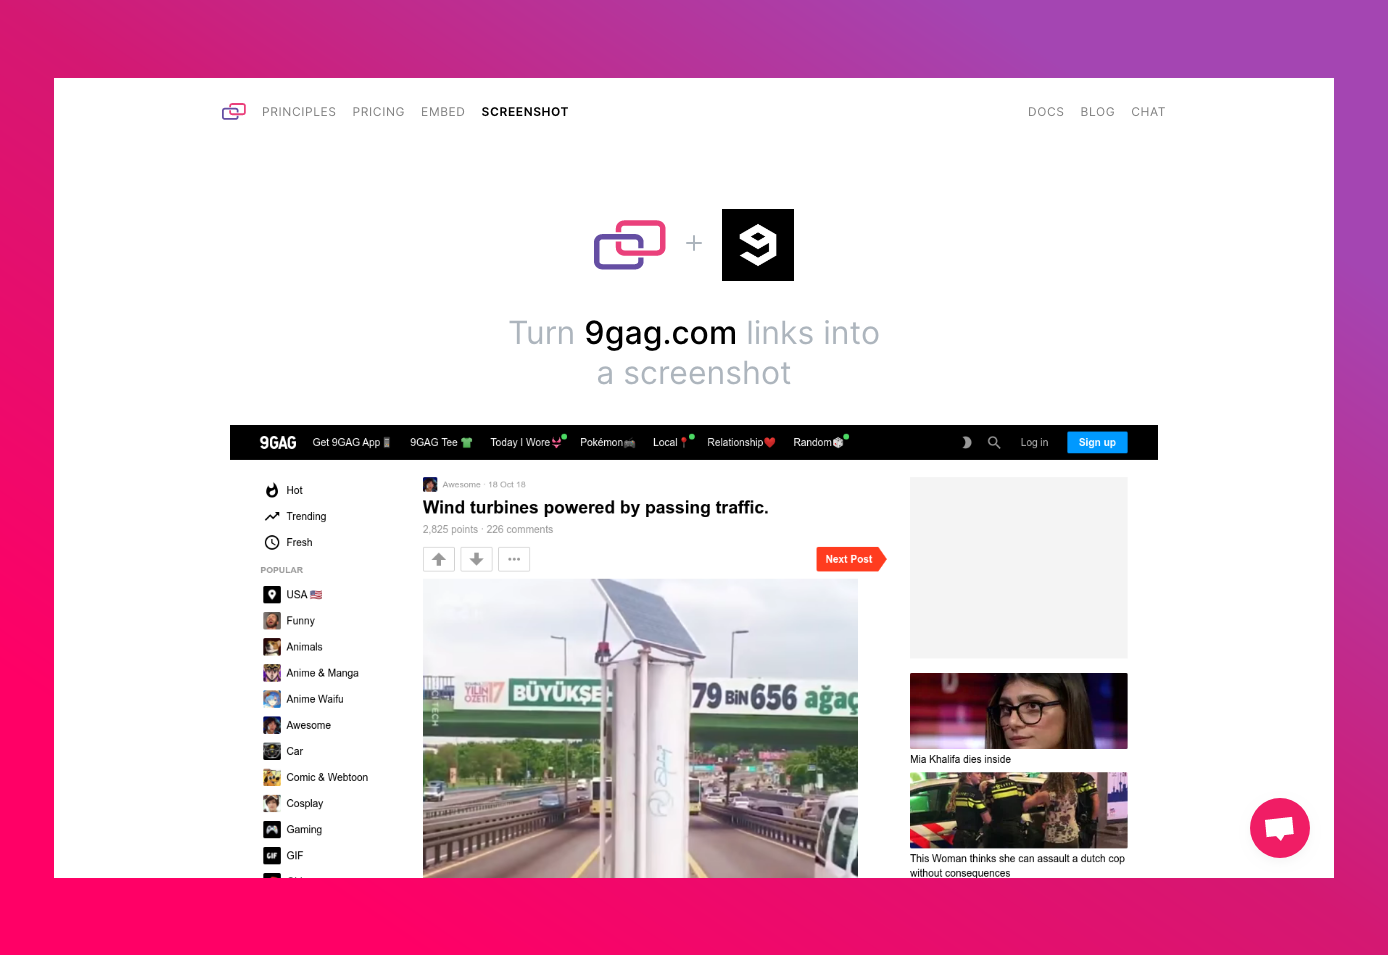 PRINCIPLES PRICING EMBED SCREENSHOT DOCS BLOG CHAT
+
Turn 9gag.com links into
a screenshot
9GAG Get 9GAG App 9GAG Tee Today I Wore Pokémon Local Relationship Random Log in Sign up
Hot
Trending
Fresh
POPULAR
USA
Funny
Animals
Anime & Manga
Anime Waifu
Awesome
Car
Comic & Webtoon
Cosplay
Gaming
GIF
Awesome · 18 Oct 18
Wind turbines powered by passing traffic.
2,825 points · 226 comments
Next Post
YILIN
ÖZETİ 17
BÜYÜKŞE
79 BİN 656 ağaç
TECH
Mia Khalifa dies inside
This Woman thinks she can assault a dutch cop
without consequences